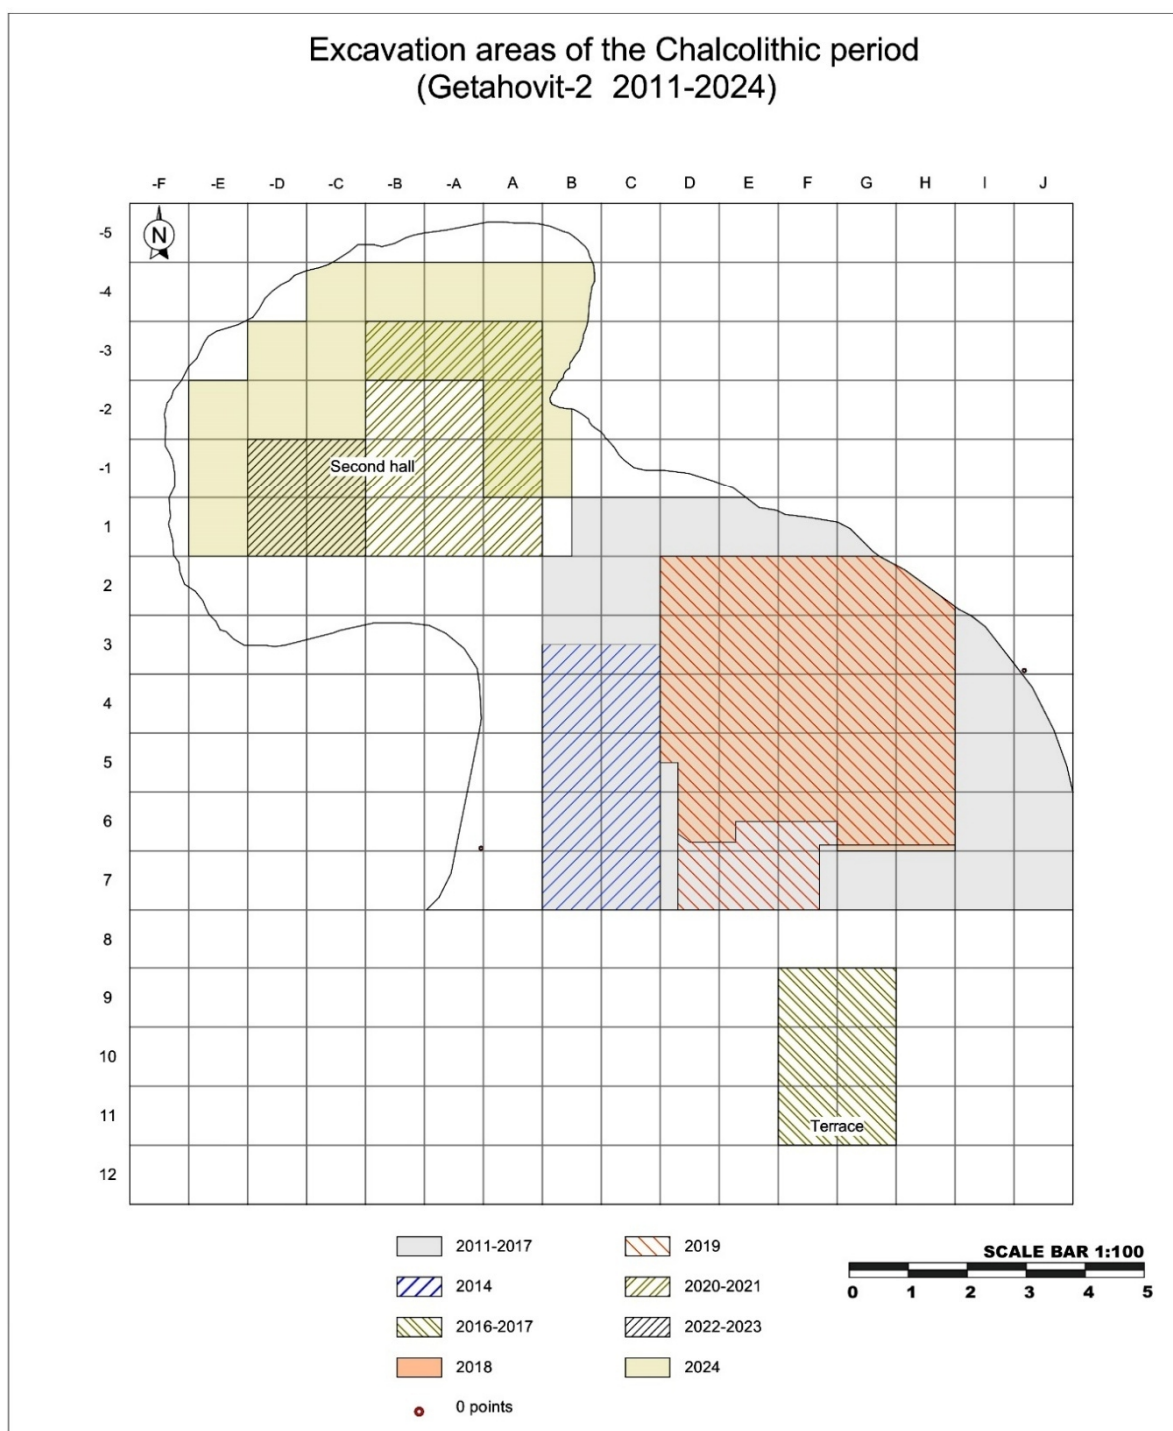 Excavation areas of the Chalcolithic period
(Getahovit-2 2011-2024)
-F -E -D -C -B -A A B C D E F G H I J
N
-5
-4
-3
-2
-1
Second hall
1
2
3
4
5
6
7
8
9
10
11
Terrace
12
2011-2017
2019
2014
2020-2021
2016-2017
2022-2023
2018
2024
0 points
SCALE BAR 1:100
0 1 2 3 4 5